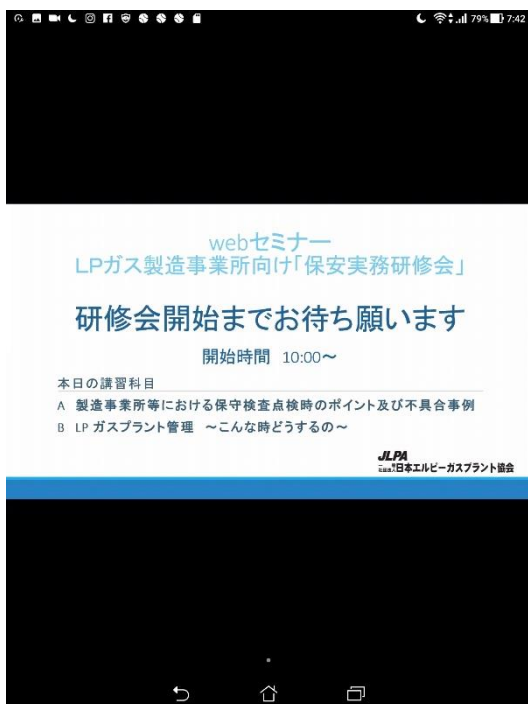 79% 7:42
webセミナー
LPガス製造事業所向け「保安実務研修会」
研修会開始までお待ち願います
開始時間 10:00～
本日の講習科目
A 製造事業所等における保守検査点検時のポイント及び不具合事例
B LPガスプラント管理 ～こんな時どうするの～
JLPA
日本エルピーガスプラント協会